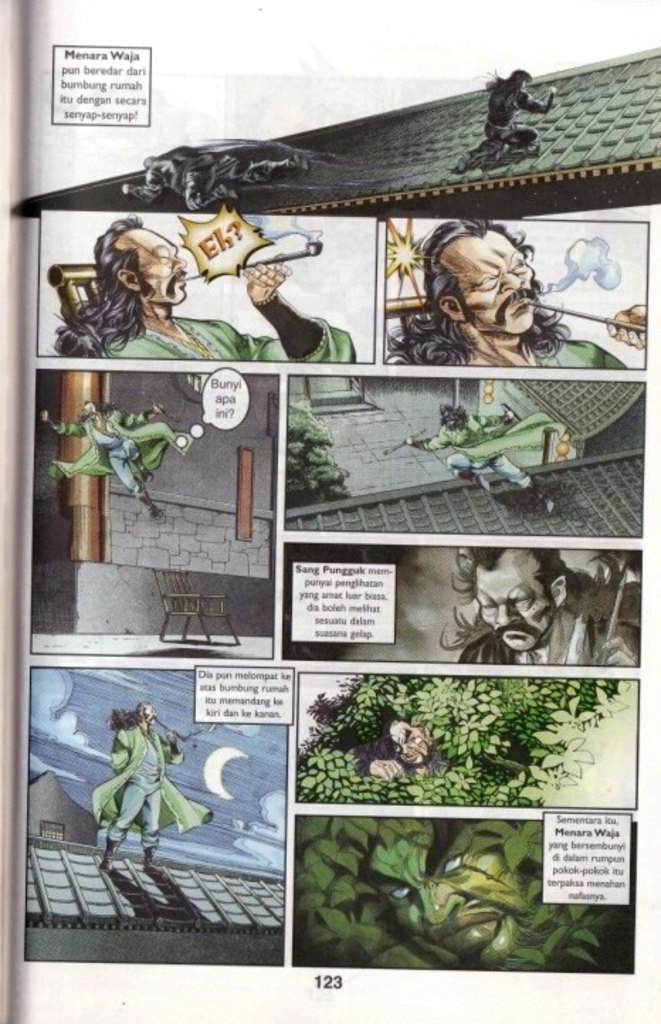 Menara Waja
pun beredar dari
bumbung rumah
itu dengan secara
senyap-senyap!
Eh?
Bunyi
apa
ini?
Sang Pungguk mem-
punyai penglihatan
yang amat luar biasa,
dia boleh melihat
sesuatu dalam
suasana gelap.
Dia pun melompat ke
atas bumbung rumah
itu memandang ke
kiri dan ke kanan.
Sementara itu,
Menara Waja
yang bersembunyi
di dalam rumpun
pokok-pokok itu
terpaksa menahan
nafasnya.
123